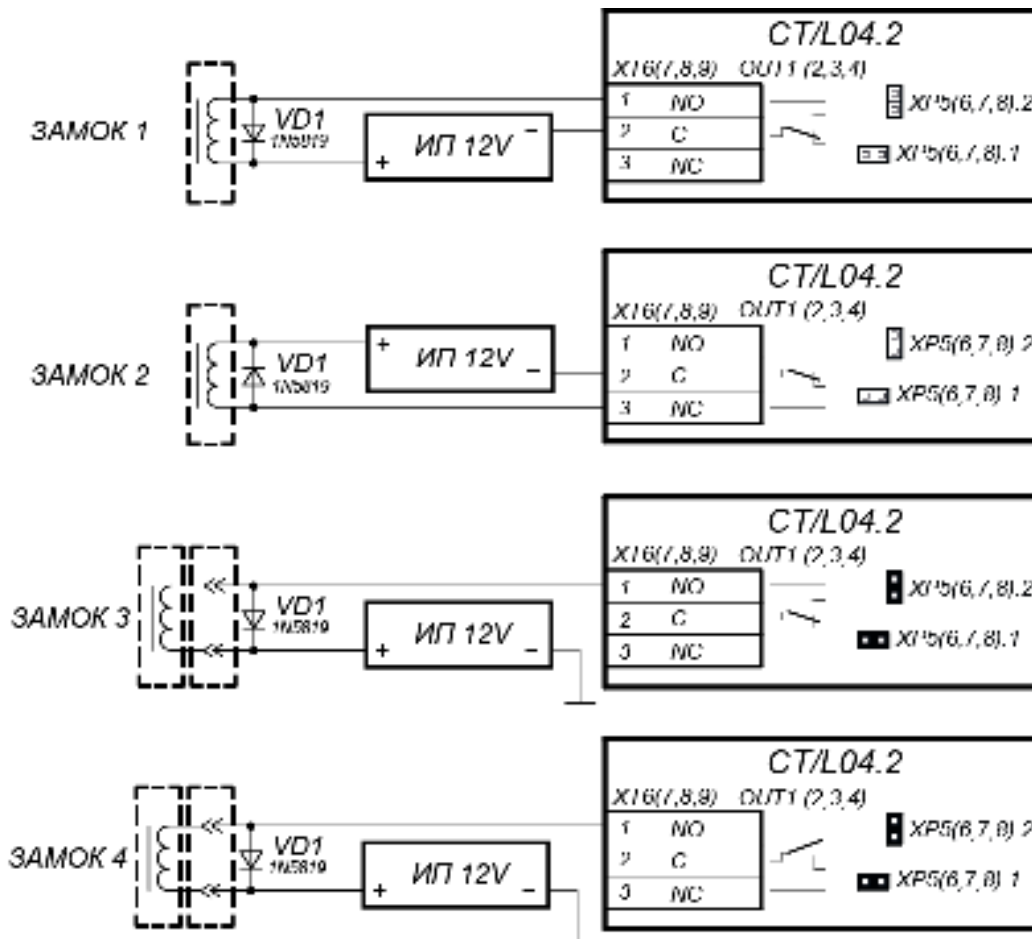 CT/L04.2
XT6(7,8,9) OUT1 (2,3,4)
1 NO
XP5(6,7,8).2
ЗАМОК 1
VD1
1N5819
ИП 12V
−
+
2 C
3 NC
XP5(6,7,8).1
CT/L04.2
XT6(7,8,9) OUT1 (2,3,4)
1 NO
XP5(6,7,8).2
ЗАМОК 2
VD1
1N5819
+
ИП 12V
−
2 C
3 NC
XP5(6,7,8).1
CT/L04.2
XT6(7,8,9) OUT1 (2,3,4)
1 NO
XP5(6,7,8).2
ЗАМОК 3
VD1
1N5819
+
ИП 12V
−
2 C
3 NC
XP5(6,7,8).1
CT/L04.2
XT6(7,8,9) OUT1 (2,3,4)
1 NO
XP5(6,7,8).2
ЗАМОК 4
VD1
1N5819
+
ИП 12V
−
2 C
3 NC
XP5(6,7,8).1